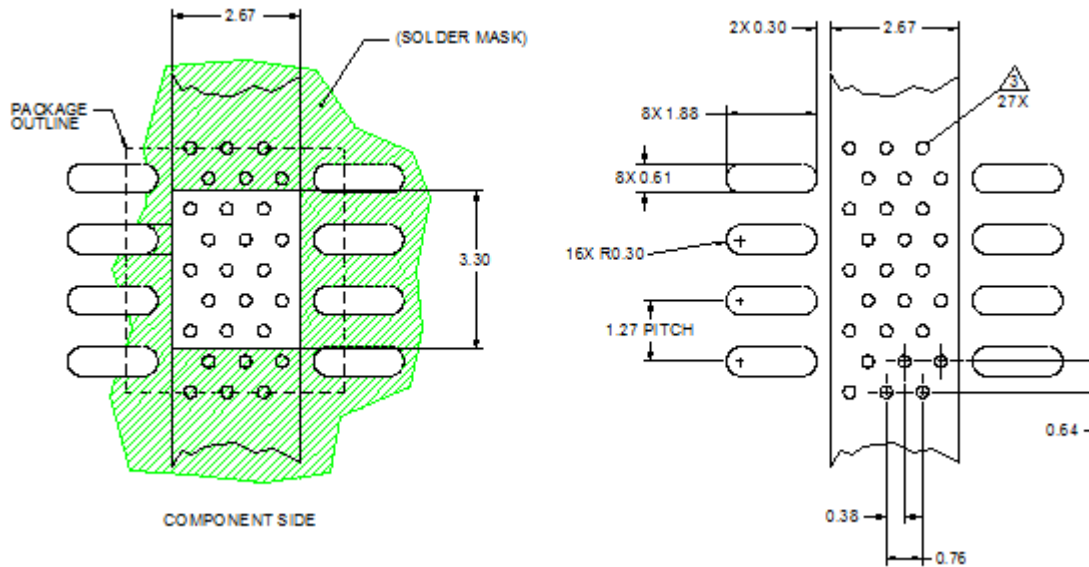 2.67
(SOLDER MASK)
PACKAGE
OUTLINE
3.30
COMPONENT SIDE
2X 0.30
2.67
3
27X
8X 1.88
8X 0.61
16X R0.30
1.27 PITCH
0.64
0.38
0.76